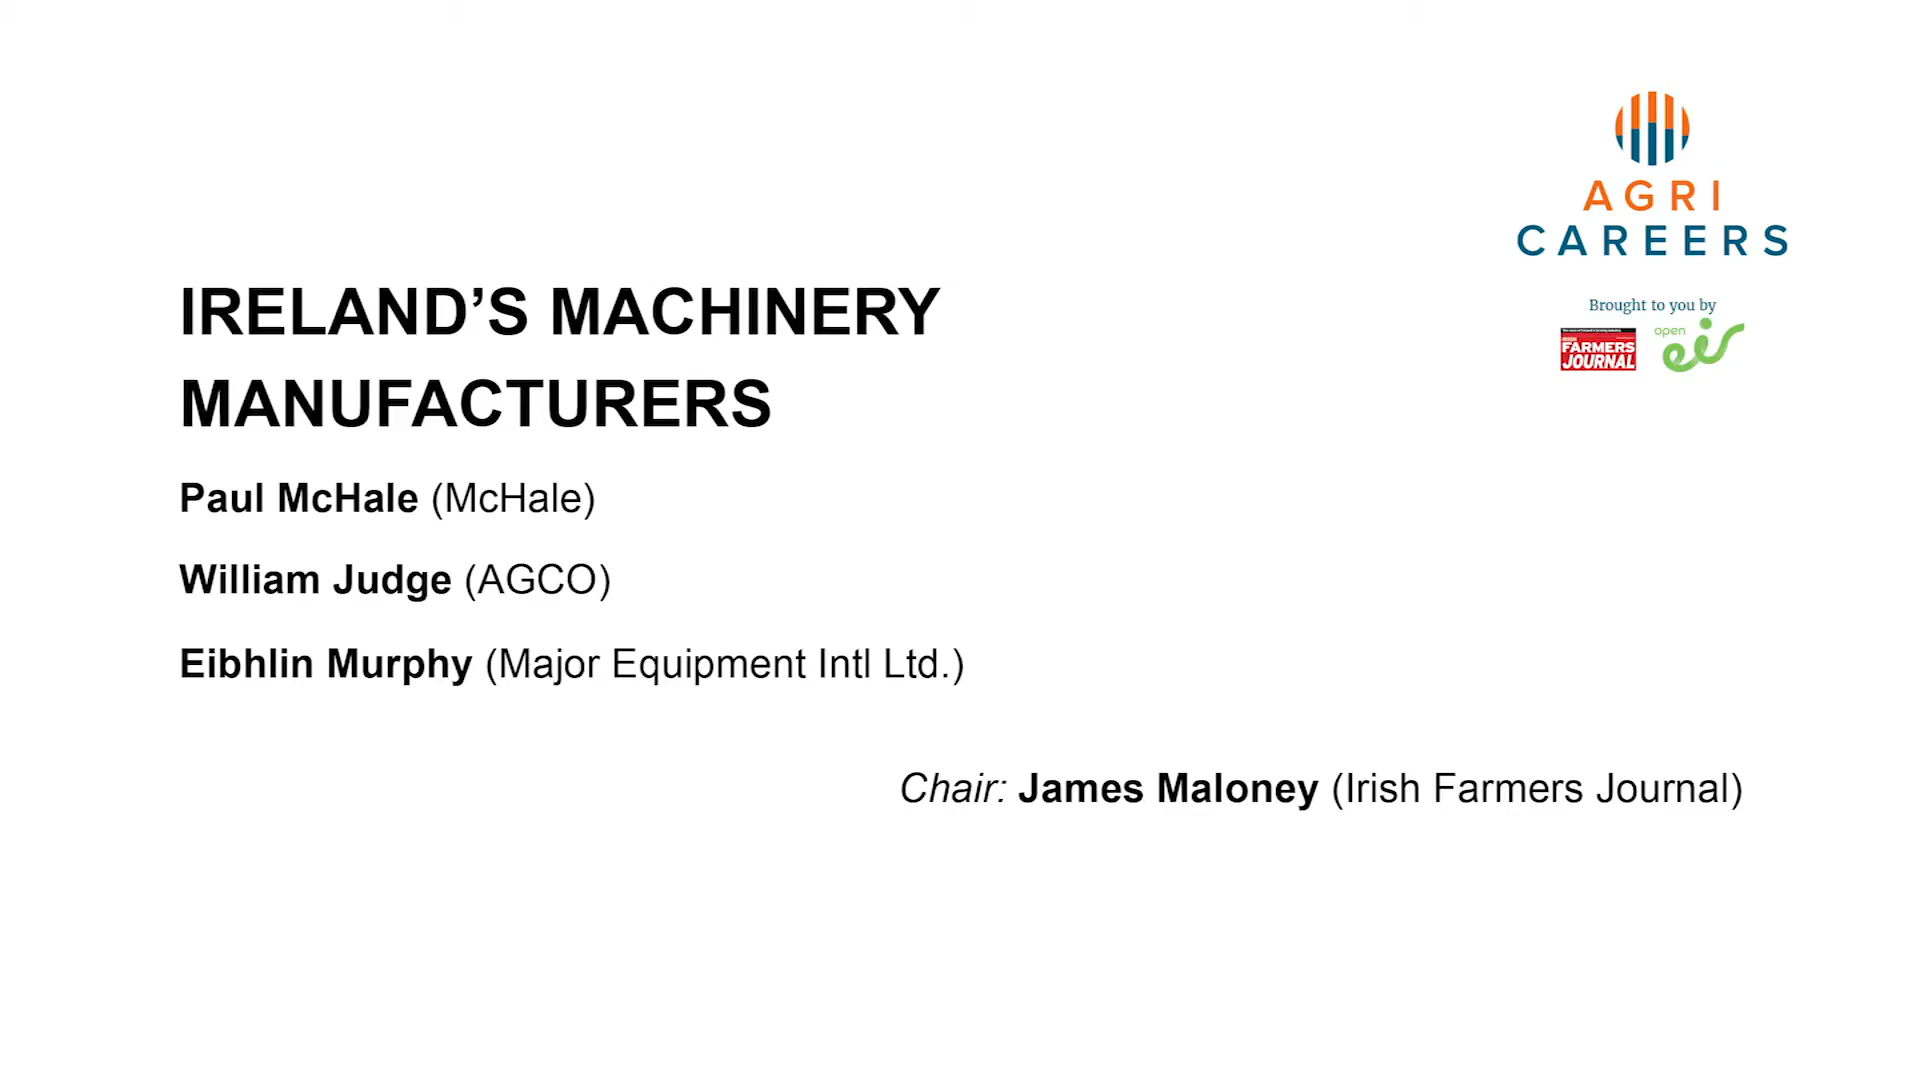 AGRI
CAREERS
Brought to you by
FARMERS
JOURNAL
open
eir
IRELAND’S MACHINERY
MANUFACTURERS
Paul McHale (McHale)
William Judge (AGCO)
Eibhlin Murphy (Major Equipment Intl Ltd.)
Chair: James Maloney (Irish Farmers Journal)